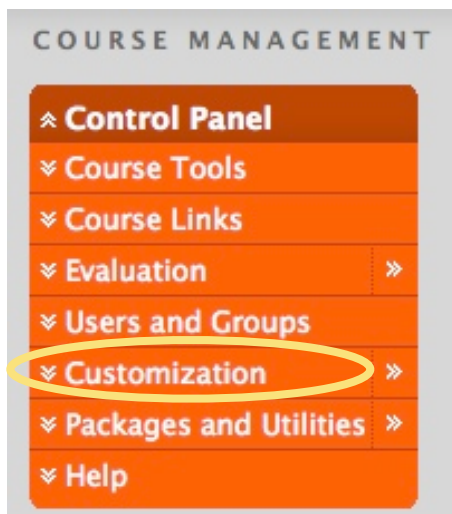 COURSE MANAGEMENT
Control Panel
Course Tools
Course Links
Evaluation
Users and Groups
Customization
Packages and Utilities
Help